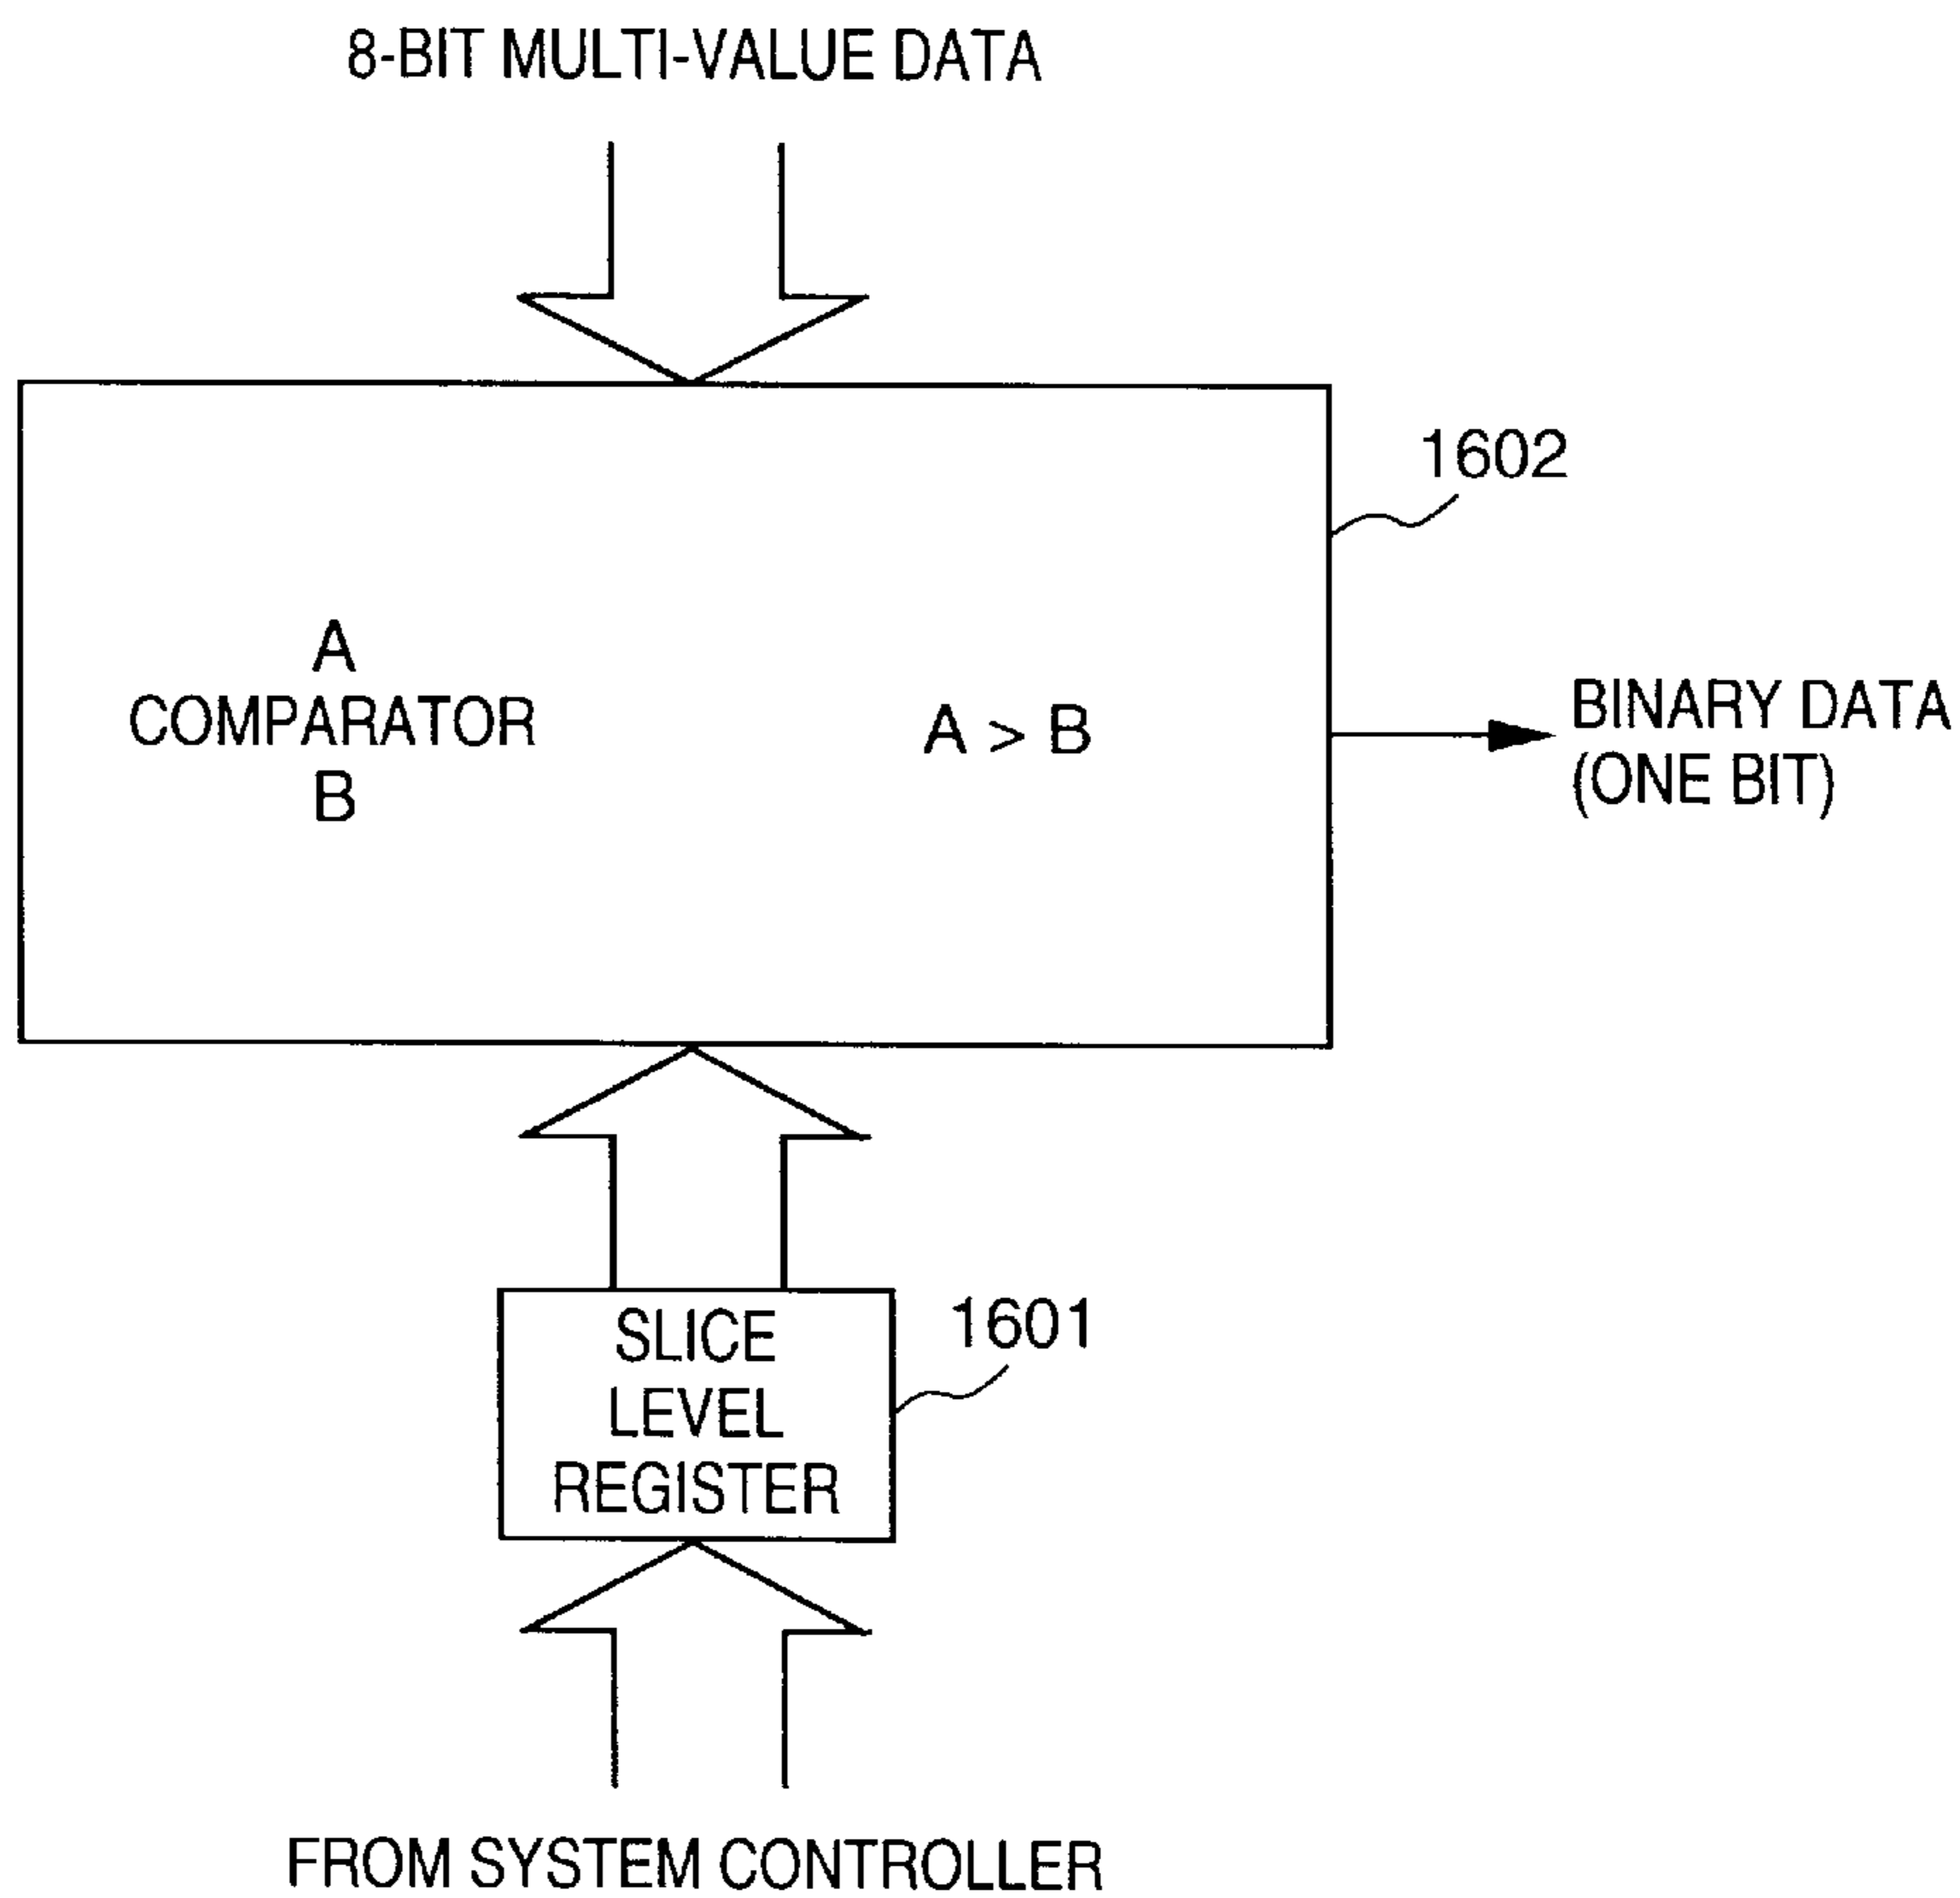 8-BIT MULTI-VALUE DATA
1602
A
COMPARATOR
B
A > B
BINARY DATA
(ONE BIT)
SLICE
LEVEL
REGISTER
1601
FROM SYSTEM CONTROLLER